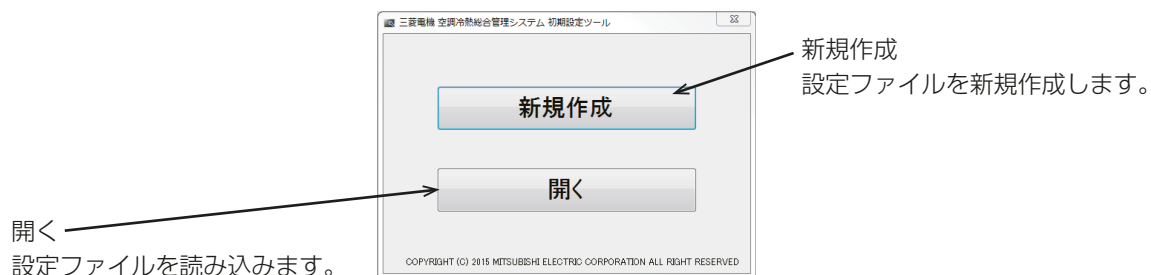 三菱電機 空調冷熱総合管理システム 初期設定ツール
新規作成
設定ファイルを新規作成します。
新規作成
開く
開く
設定ファイルを読み込みます。
COPYRIGHT (C) 2015 MITSUBISHI ELECTRIC CORPORATION ALL RIGHT RESERVED